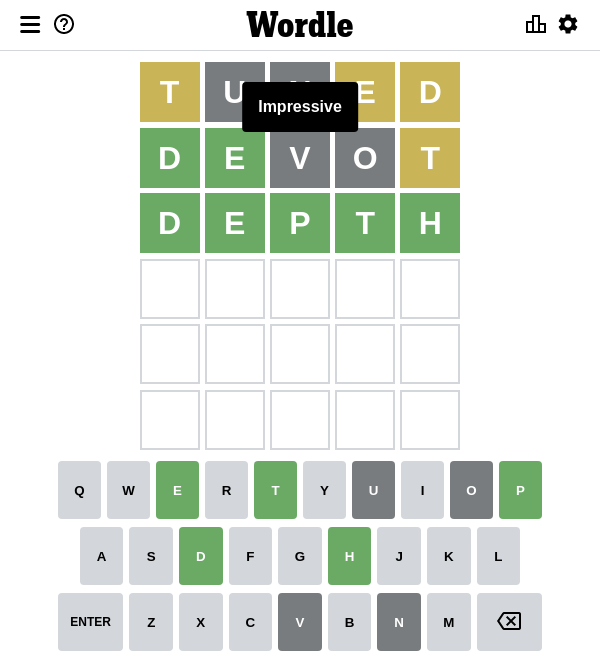 Wordle
T U N E D
Impressive
D E V O T
D E P T H
Q W E R T Y U I O P
A S D F G H J K L
ENTER Z X C V B N M